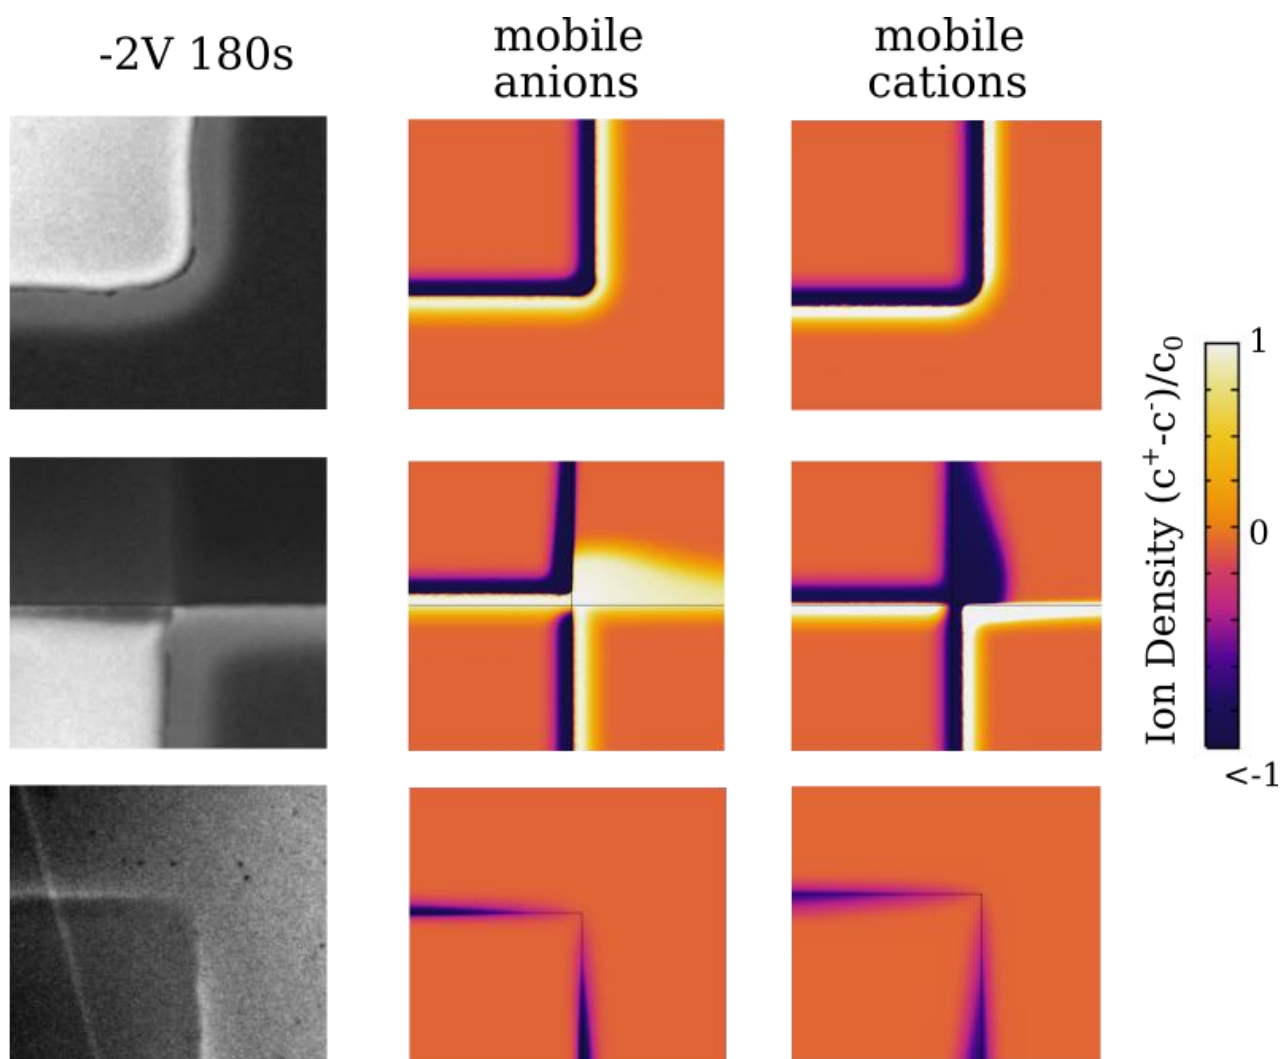 -2V 180s
mobile
anions
mobile
cations
Ion Density (c⁺-c⁻)/c₀
1
0
<-1